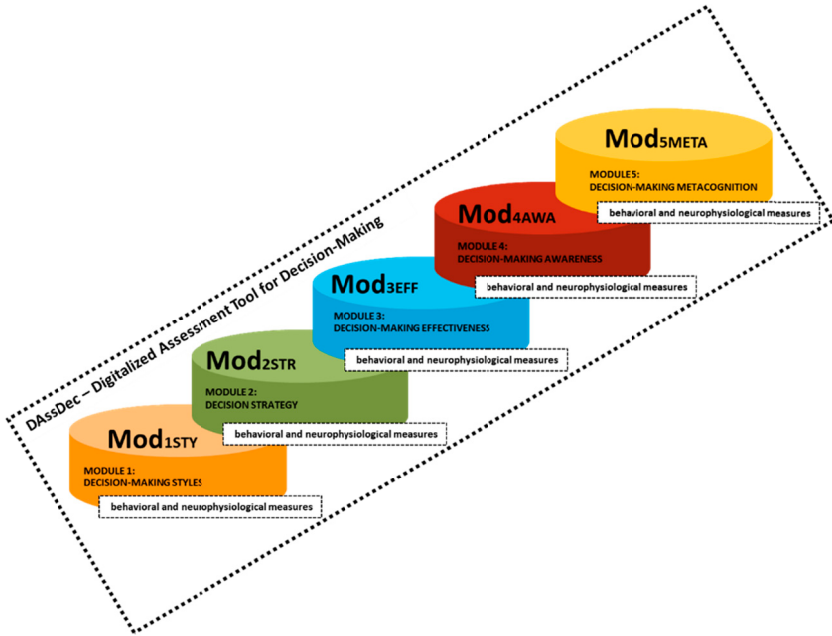 DAssDec – Digitalized Assessment Tool for Decision-Making
Mod5META
MODULE5:
DECISION-MAKING METACOGNITION
behavioral and neurophysiological measures
Mod4AWA
MODULE 4:
DECISION-MAKING AWARENESS
behavioral and neurophysiological measures
Mod3EFF
MODULE 3:
DECISION-MAKING EFFECTIVENESS
behavioral and neurophysiological measures
Mod2STR
MODULE 2:
DECISION STRATEGY
behavioral and neurophysiological measures
Mod1STY
MODULE 1:
DECISION-MAKING STYLES
behavioral and neurophysiological measures